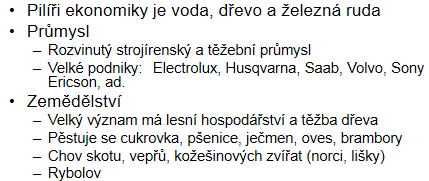 • Pilíři ekonomiky je voda, dřevo a železná ruda
• Průmysl
– Rozvinutý strojírenský a těžební průmysl
– Velké podniky: Electrolux, Husqvarna, Saab, Volvo, Sony
Ericson, ad.
• Zemědělství
– Velký význam má lesní hospodářství a těžba dřeva
– Pěstuje se cukrovka, pšenice, ječmen, oves, brambory
– Chov skotu, vepřů, kožešinových zvířat (norci, lišky)
– Rybolov